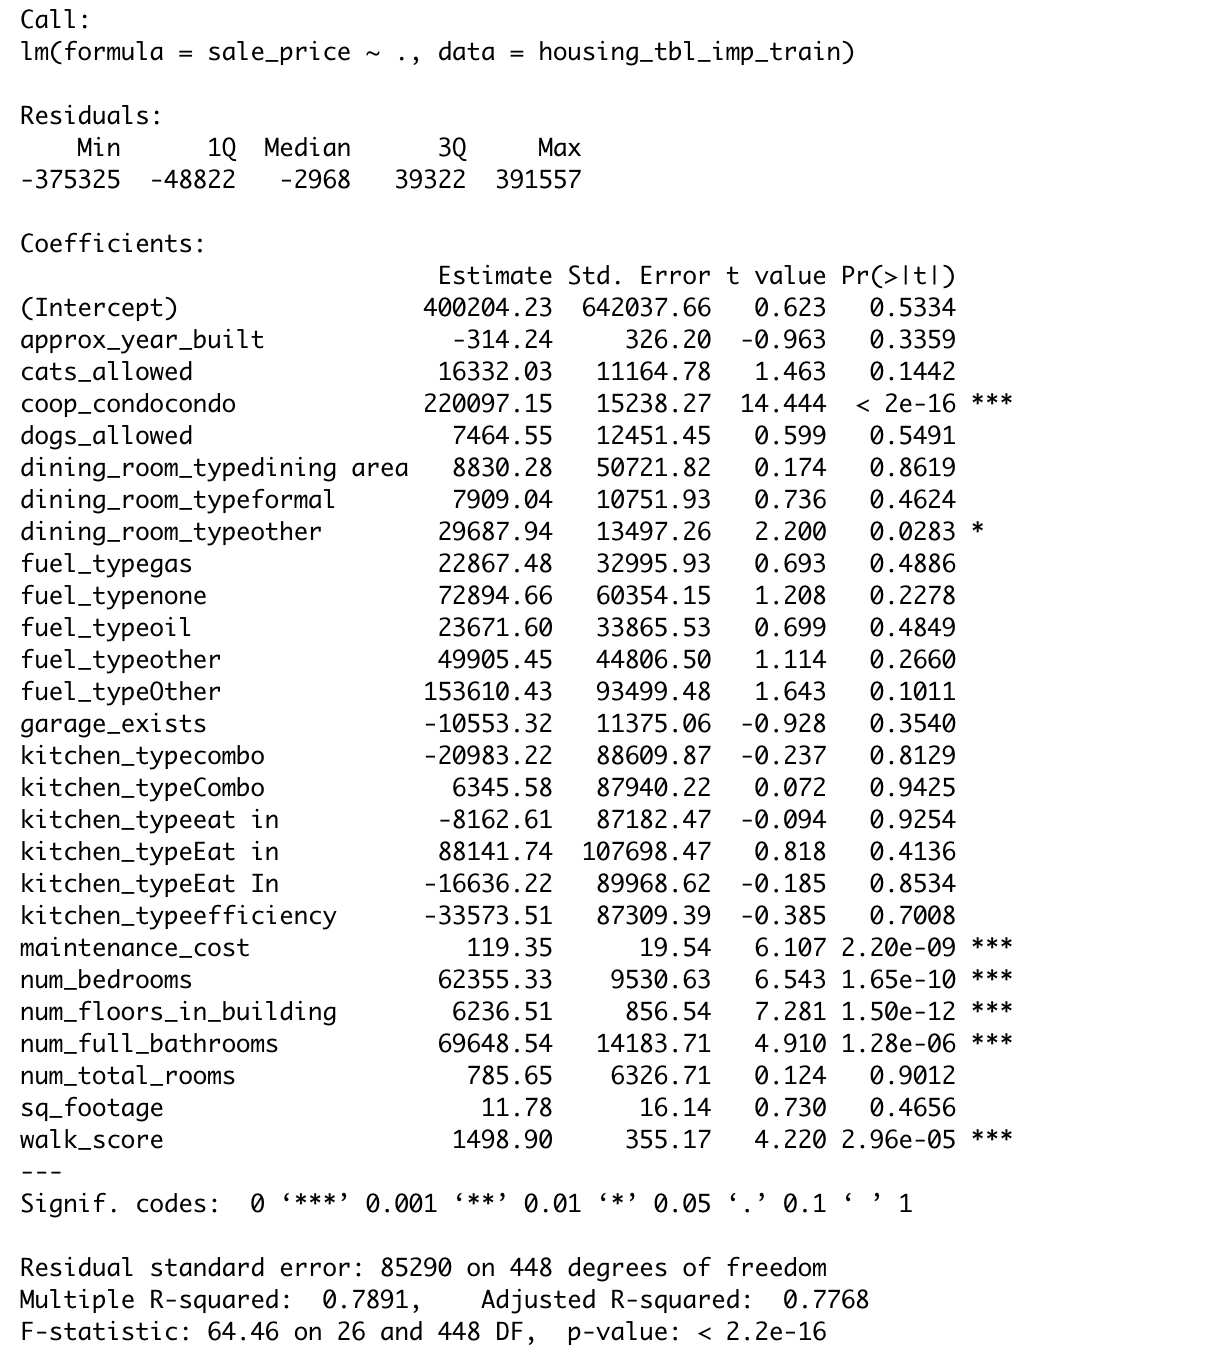 Call:
lm(formula = sale_price ~ ., data = housing_tbl_imp_train)
Residuals:
    Min      1Q  Median      3Q     Max
-375325  -48822   -2968   39322  391557
Coefficients:
                             Estimate Std. Error t value Pr(>|t|)
(Intercept)                 400204.23  642037.66   0.623   0.5334
approx_year_built             -314.24     326.20  -0.963   0.3359
cats_allowed                 16332.03   11164.78   1.463   0.1442
coop_condocondo             220097.15   15238.27  14.444  < 2e-16 ***
dogs_allowed                  7464.55   12451.45   0.599   0.5491
dining_room_typedining area   8830.28   50721.82   0.174   0.8619
dining_room_typeformal        7909.04   10751.93   0.736   0.4624
dining_room_typeother        29687.94   13497.26   2.200   0.0283 *
fuel_typegas                 22867.48   32995.93   0.693   0.4886
fuel_typenone                72894.66   60354.15   1.208   0.2278
fuel_typeoil                 23671.60   33865.53   0.699   0.4849
fuel_typeother               49905.45   44806.50   1.114   0.2660
fuel_typeOther              153610.43   93499.48   1.643   0.1011
garage_exists               -10553.32   11375.06  -0.928   0.3540
kitchen_typecombo           -20983.22   88609.87  -0.237   0.8129
kitchen_typeCombo             6345.58   87940.22   0.072   0.9425
kitchen_typeeat in           -8162.61   87182.47  -0.094   0.9254
kitchen_typeEat in           88141.74  107698.47   0.818   0.4136
kitchen_typeEat In          -16636.22   89968.62  -0.185   0.8534
kitchen_typeefficiency      -33573.51   87309.39  -0.385   0.7008
maintenance_cost               119.35      19.54   6.107 2.20e-09 ***
num_bedrooms                 62355.33    9530.63   6.543 1.65e-10 ***
num_floors_in_building        6236.51     856.54   7.281 1.50e-12 ***
num_full_bathrooms           69648.54   14183.71   4.910 1.28e-06 ***
num_total_rooms                785.65    6326.71   0.124   0.9012
sq_footage                      11.78      16.14   0.730   0.4656
walk_score                    1498.90     355.17   4.220 2.96e-05 ***
---
Signif. codes:  0 ‘***’ 0.001 ‘**’ 0.01 ‘*’ 0.05 ‘.’ 0.1 ‘ ’ 1
Residual standard error: 85290 on 448 degrees of freedom
Multiple R-squared:  0.7891,    Adjusted R-squared:  0.7768
F-statistic: 64.46 on 26 and 448 DF,  p-value: < 2.2e-16